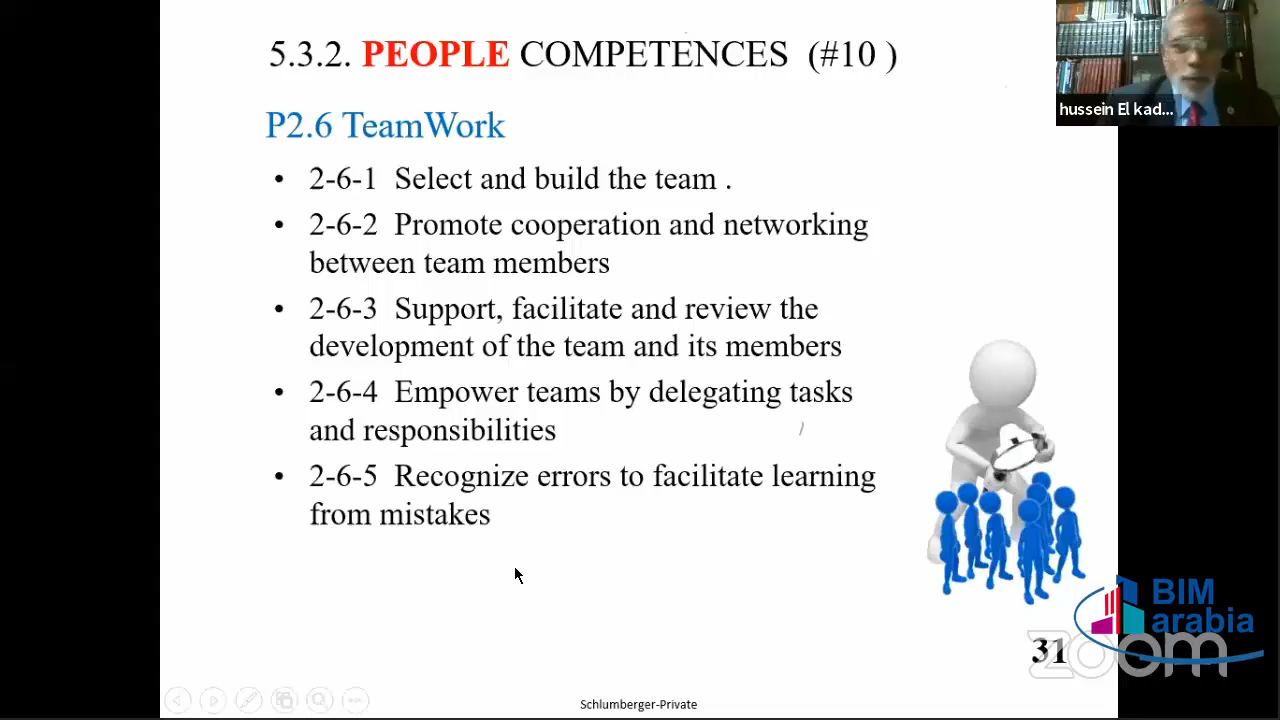 5.3.2. PEOPLE COMPETENCES (#10 )
hussein El kad...
P2.6 TeamWork
• 2-6-1 Select and build the team .
• 2-6-2 Promote cooperation and networking
between team members
• 2-6-3 Support, facilitate and review the
development of the team and its members
• 2-6-4 Empower teams by delegating tasks
and responsibilities
• 2-6-5 Recognize errors to facilitate learning
from mistakes
BIM
arabia
zoom
31
Schlumberger-Private